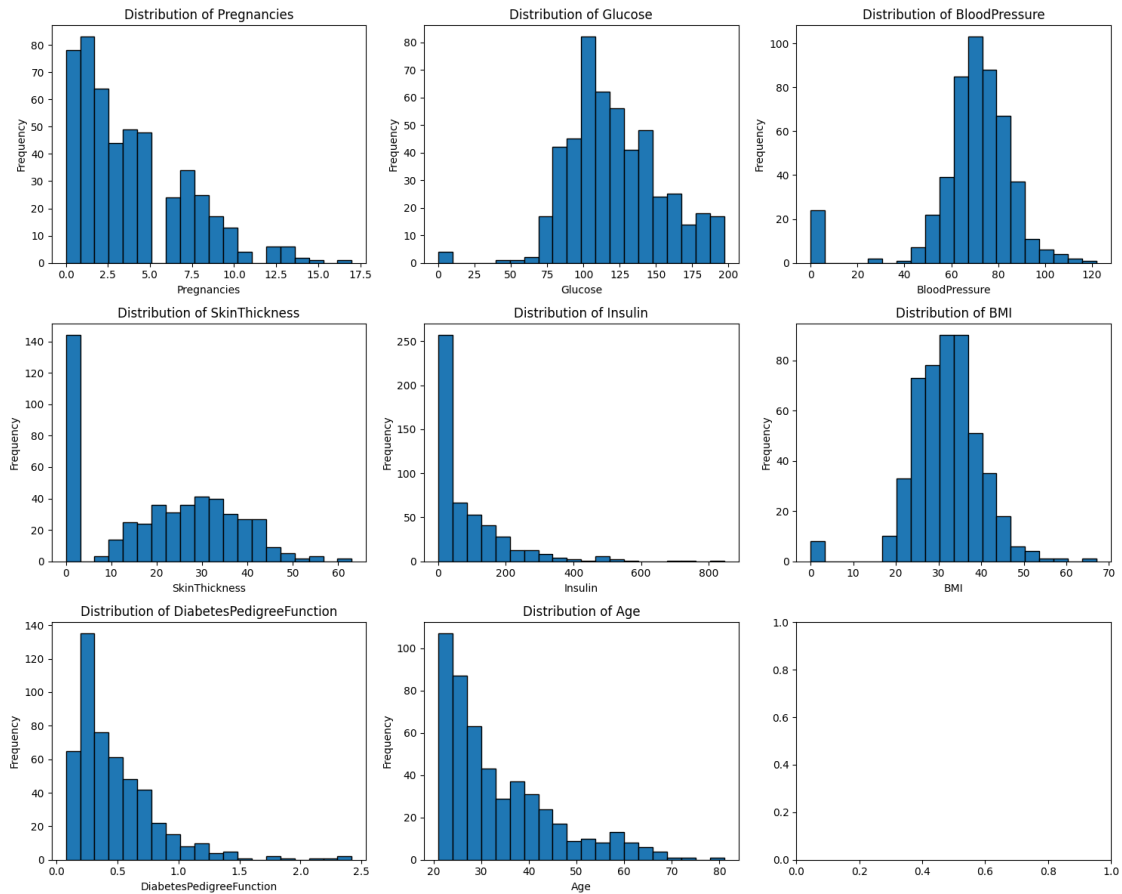 Distribution of Pregnancies
Frequency
80
70
60
50
40
30
20
10
0
0.0 2.5 5.0 7.5 10.0 12.5 15.0 17.5
Pregnancies
Distribution of Glucose
Frequency
80
70
60
50
40
30
20
10
0
0 25 50 75 100 125 150 175 200
Glucose
Distribution of BloodPressure
Frequency
100
80
60
40
20
0
0 20 40 60 80 100 120
BloodPressure
Distribution of SkinThickness
Frequency
140
120
100
80
60
40
20
0
0 10 20 30 40 50 60
SkinThickness
Distribution of Insulin
Frequency
250
200
150
100
50
0
0 200 400 600 800
Insulin
Distribution of BMI
Frequency
80
60
40
20
0
0 10 20 30 40 50 60 70
BMI
Distribution of DiabetesPedigreeFunction
Frequency
140
120
100
80
60
40
20
0
0.0 0.5 1.0 1.5 2.0 2.5
DiabetesPedigreeFunction
Distribution of Age
Frequency
100
80
60
40
20
0
20 30 40 50 60 70 80
Age
1.0
0.8
0.6
0.4
0.2
0.0
0.0 0.2 0.4 0.6 0.8 1.0